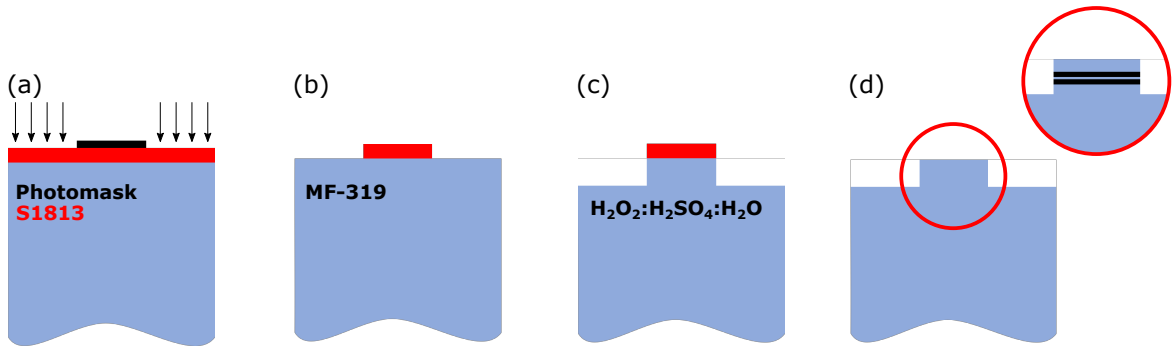 (a)
(b)
(c)
(d)
Photomask
S1813
MF-319
H₂O₂:H₂SO₄:H₂O